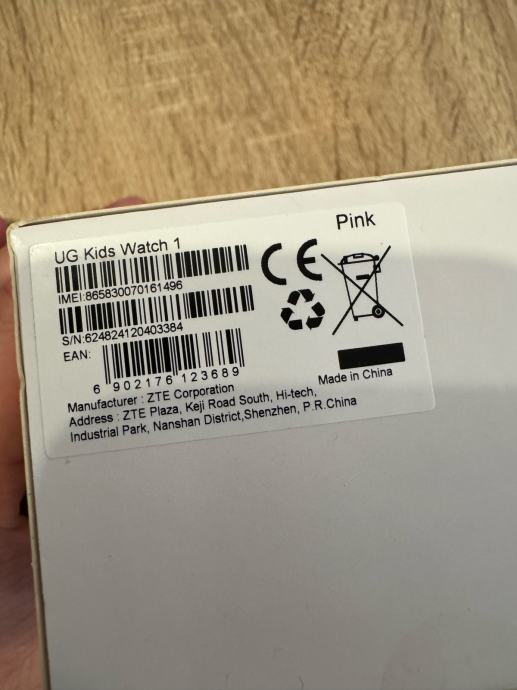 Pink
UG Kids Watch 1
IMEI:865830070161496
S/N:624824120403384
EAN:
6 902176 123689
Made in China
Manufacturer : ZTE Corporation
Address : ZTE Plaza, Keji Road South, Hi-tech,
Industrial Park, Nanshan District,Shenzhen, P.R.China
CE